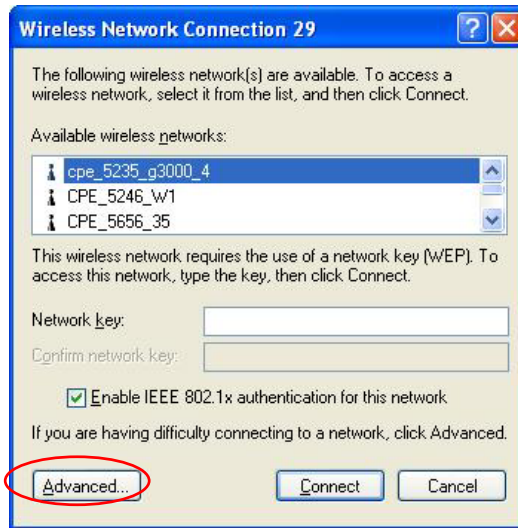 Wireless Network Connection 29
The following wireless network(s) are available. To access a
wireless network, select it from the list, and then click Connect.
Available wireless networks:
cpe_5235_g3000_4
CPE_5246_W1
CPE_5656_35
This wireless network requires the use of a network key (WEP). To
access this network, type the key, then click Connect.
Network key:
Confirm network key:
Enable IEEE 802.1x authentication for this network
If you are having difficulty connecting to a network, click Advanced.
Advanced... Connect Cancel